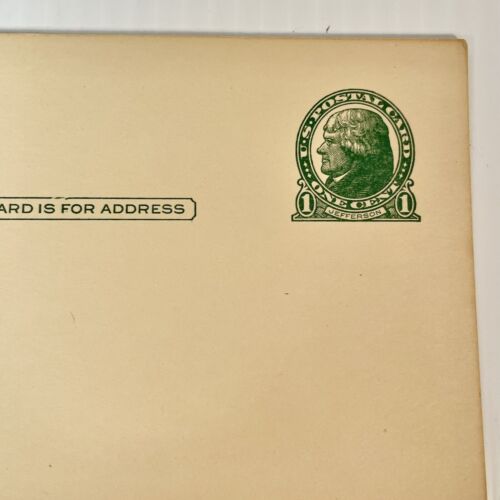 U.S. POSTAL CARD
ARD IS FOR ADDRESS
1 ONE CENT 1
JEFFERSON